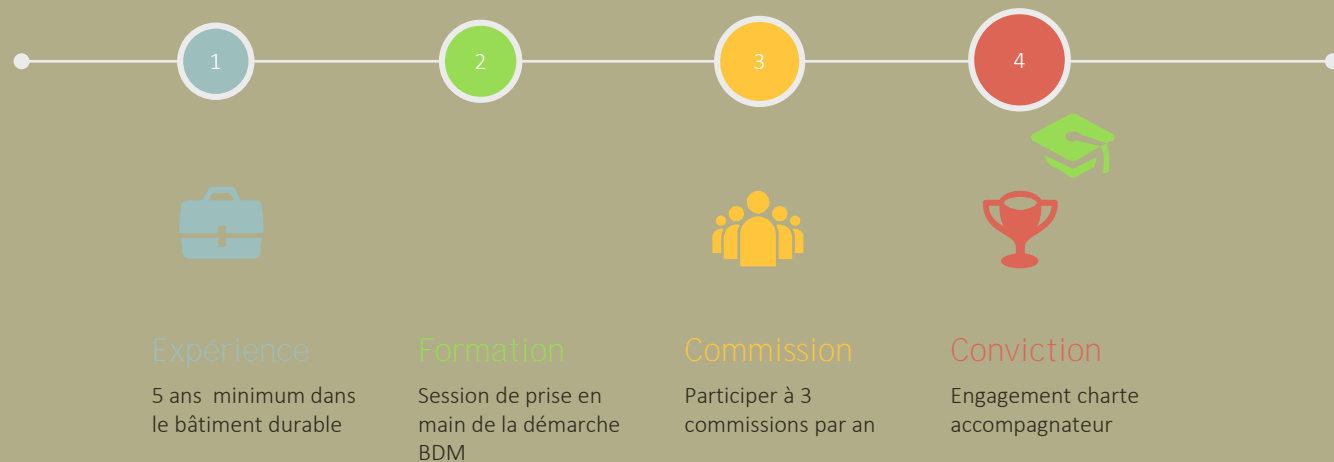 1
2
3
4
Expérience
5 ans minimum dans
le bâtiment durable
Formation
Session de prise en
main de la démarche
BDM
Commission
Participer à 3
commissions par an
Conviction
Engagement charte
accompagnateur